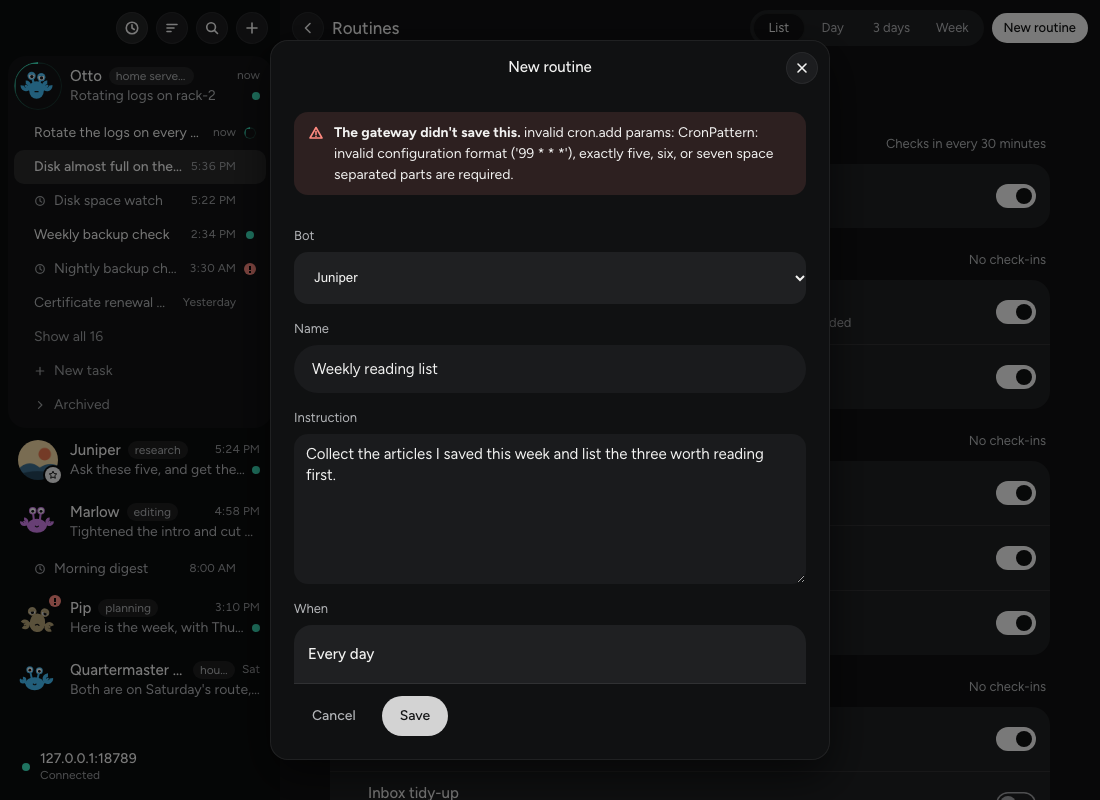 Routines
List
Day
3 days
Week
New routine
Otto
home serve...
now
Rotating logs on rack-2
Rotate the logs on every ...
now
Disk almost full on the...
5:36 PM
Disk space watch
5:22 PM
Weekly backup check
2:34 PM
Nightly backup ch...
3:30 AM
Certificate renewal ...
Yesterday
Show all 16
New task
Archived
Juniper
research
5:24 PM
Ask these five, and get the...
Marlow
editing
4:58 PM
Tightened the intro and cut ...
Morning digest
8:00 AM
Pip
planning
3:10 PM
Here is the week, with Thu...
Quartermaster ...
hou...
Sat
Both are on Saturday's route,...
127.0.0.1:18789
Connected
New routine
The gateway didn't save this. invalid cron.add params: CronPattern:
invalid configuration format ('99 * * *'), exactly five, six, or seven space
separated parts are required.
Bot
Juniper
Name
Weekly reading list
Instruction
Collect the articles I saved this week and list the three worth reading
first.
When
Every day
Cancel
Save
Checks in every 30 minutes
No check-ins
ded
No check-ins
No check-ins
Inbox tidy-up